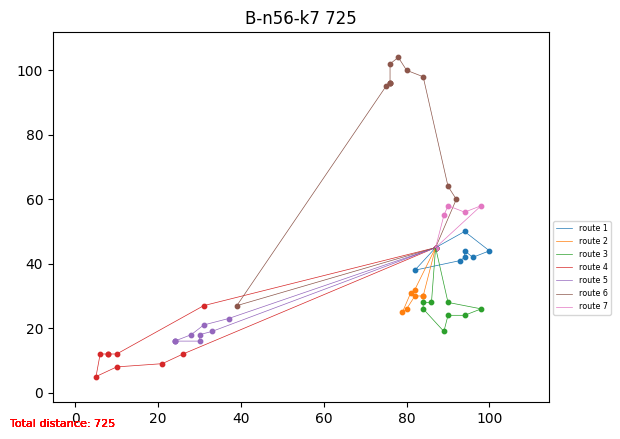 B-n56-k7 725
100
80
60
40
20
0
0 20 40 60 80 100
route 1
route 2
route 3
route 4
route 5
route 6
route 7
Total distance: 725